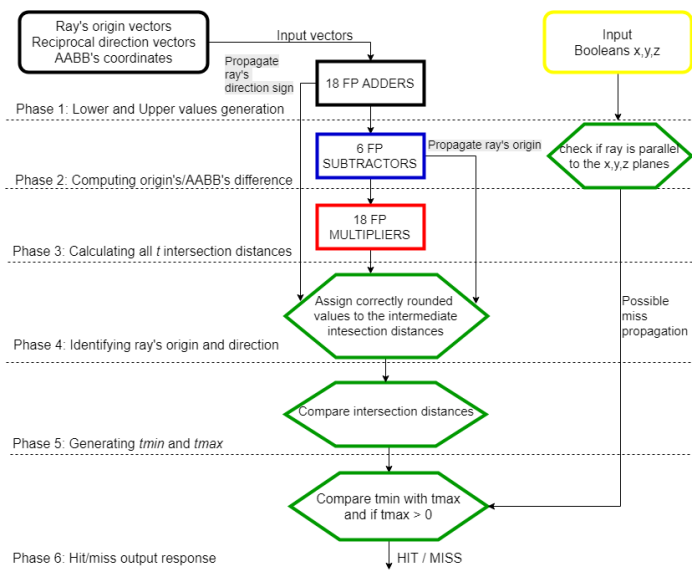 Ray's origin vectors
Reciprocal direction vectors
AABB's coordinates
Input vectors
Input
Booleans x,y,z
Propagate
ray's
direction sign
18 FP ADDERS
Phase 1: Lower and Upper values generation
6 FP
SUBTRACTORS
Propagate ray's origin
check if ray is parallel
to the x,y,z planes
Phase 2: Computing origin's/AABB's difference
18 FP
MULTIPLIERS
Phase 3: Calculating all t intersection distances
Assign correctly rounded
values to the intermediate
intesection distances
Possible
miss
propagation
Phase 4: Identifying ray's origin and direction
Compare intersection distances
Phase 5: Generating tmin and tmax
Compare tmin with tmax
and if tmax > 0
Phase 6: Hit/miss output response
HIT / MISS